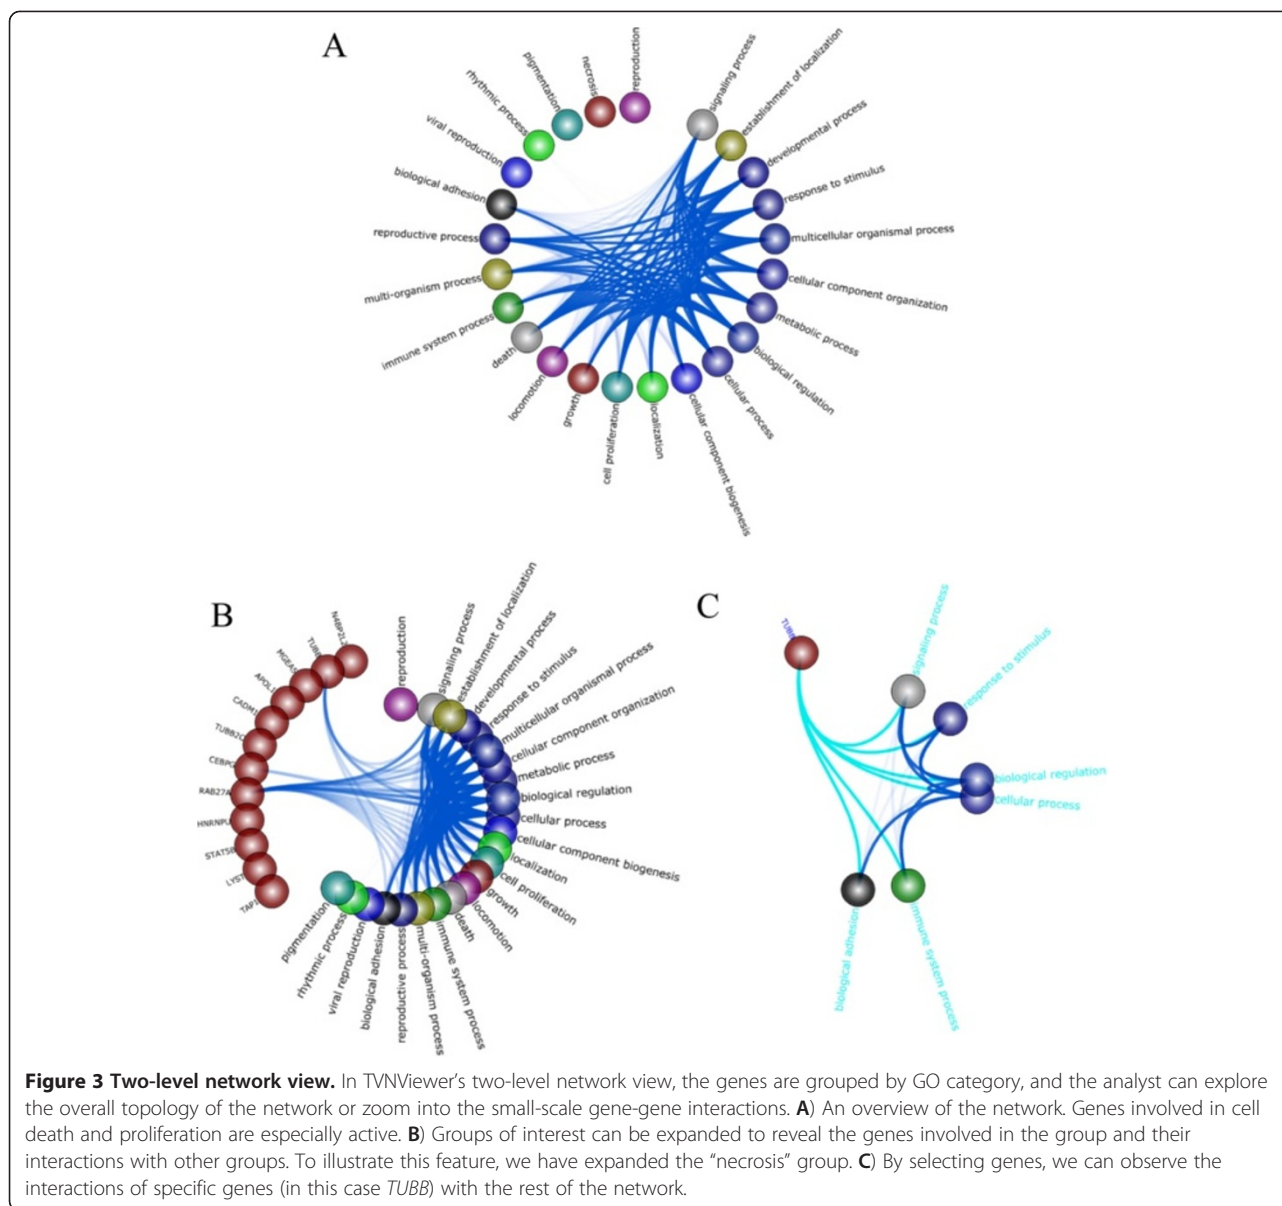 A
reproduction
necrosis
pigmentation
rhythmic process
viral reproduction
biological adhesion
reproductive process
multi-organism process
immune system process
death
locomotion
growth
cell proliferation
localization
cellular component biogenesis
cellular process
biological regulation
metabolic process
cellular component organization
multicellular organismal process
response to stimulus
developmental process
establishment of localization
signaling process
B
N4BP2L2
TUBB
APOL1
CADM1
TUBB2C
CEBPG
RAB27A
HNRNPU
STAT5B
LYST
TAP1
reproduction
signaling process
establishment of localization
developmental process
response to stimulus
multicellular organismal process
cellular component organization
metabolic process
biological regulation
cellular process
cellular component biogenesis
localization
cell proliferation
growth
locomotion
death
immune system process
multi-organism process
reproductive process
biological adhesion
viral reproduction
rhythmic process
pigmentation
C
TUBB
signaling process
response to stimulus
biological regulation
cellular process
immune system process
biological adhesion
Figure 3 Two-level network view. In TVNViewer's two-level network view, the genes are grouped by GO category, and the analyst can explore
the overall topology of the network or zoom into the small-scale gene-gene interactions. A) An overview of the network. Genes involved in cell
death and proliferation are especially active. B) Groups of interest can be expanded to reveal the genes involved in the group and their
interactions with other groups. To illustrate this feature, we have expanded the "necrosis" group. C) By selecting genes, we can observe the
interactions of specific genes (in this case TUBB) with the rest of the network.